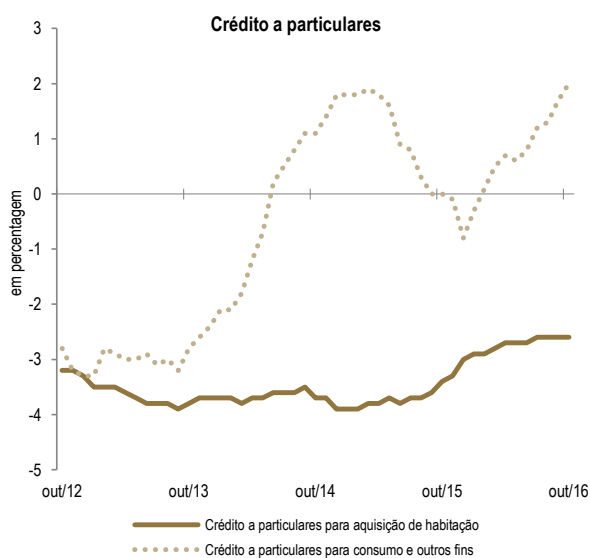 Crédito a particulares
em percentagem
3
2
1
0
-1
-2
-3
-4
-5
out/12 out/13 out/14 out/15 out/16
Crédito a particulares para aquisição de habitação
Crédito a particulares para consumo e outros fins